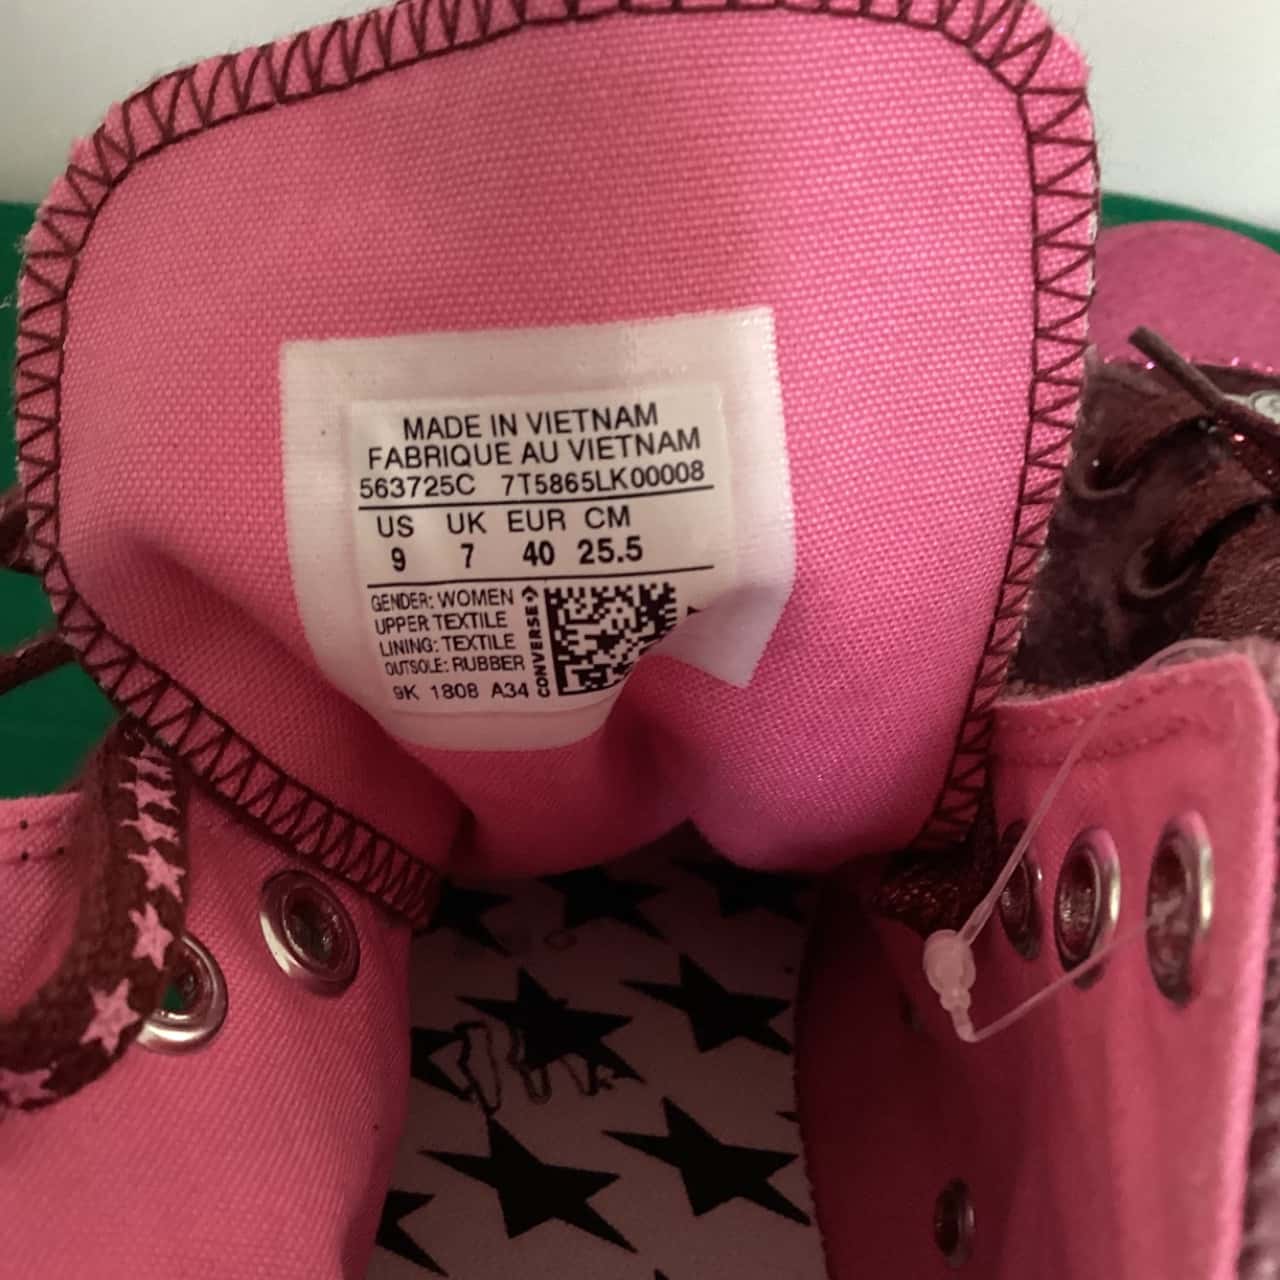 MADE IN VIETNAM
FABRIQUE AU VIETNAM
563725C 7T5865LK00008
US UK EUR CM
9 7 40 25.5
GENDER: WOMEN
UPPER TEXTILE
LINING: TEXTILE
OUTSOLE: RUBBER
9K 1808 A34
CONVERSE